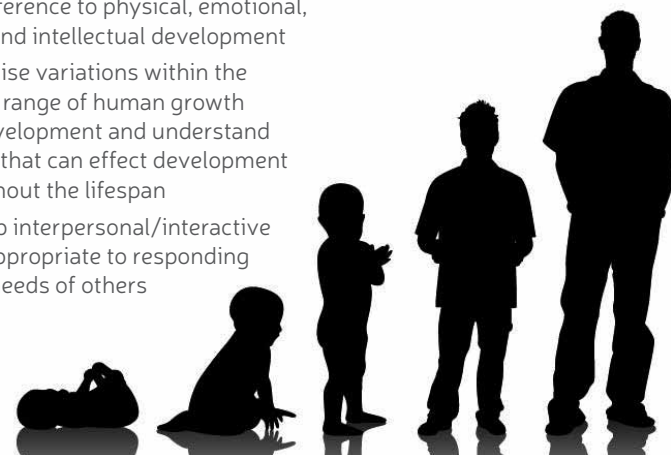 ference to physical, emotional,
nd intellectual development
ise variations within the
range of human growth
velopment and understand
that can effect development
hout the lifespan
o interpersonal/interactive
ppropriate to responding
eeds of others